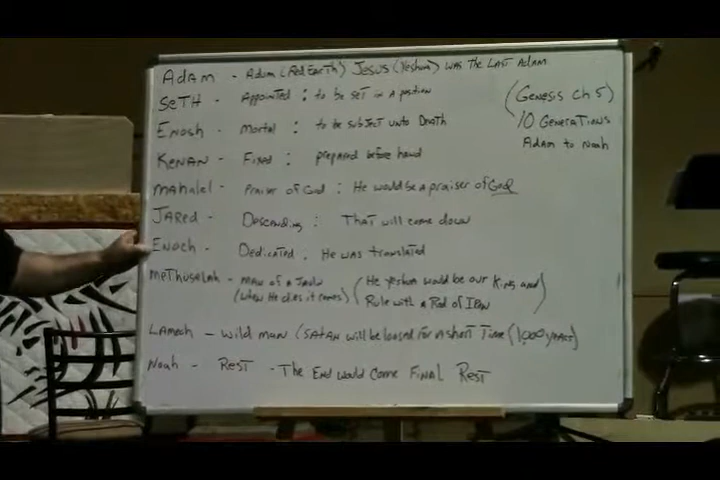 ADAM - Adam (Red Earth) Jesus (Yeshua) was the Last Adam
SETH - Appointed : to be set in a position
(Genesis Ch 5)
Enosh - Mortal : to be subject unto Death
10 Generations
Adam to Noah
KENAN - Fixed : prepared before hand
Mahalel - Praiser of God : He would be a praiser of God
JARED - Descending : That will come down
Enoch - Dedicated . He was translated
Methuselah - man of a (He Yeshua would be our King and
(when He dies it comes) Rule with a Rod of Iron)
Lamech - wild man (Satan will be loosed for a short Time (1000 years)
Noah - Rest - The End would come Final Rest